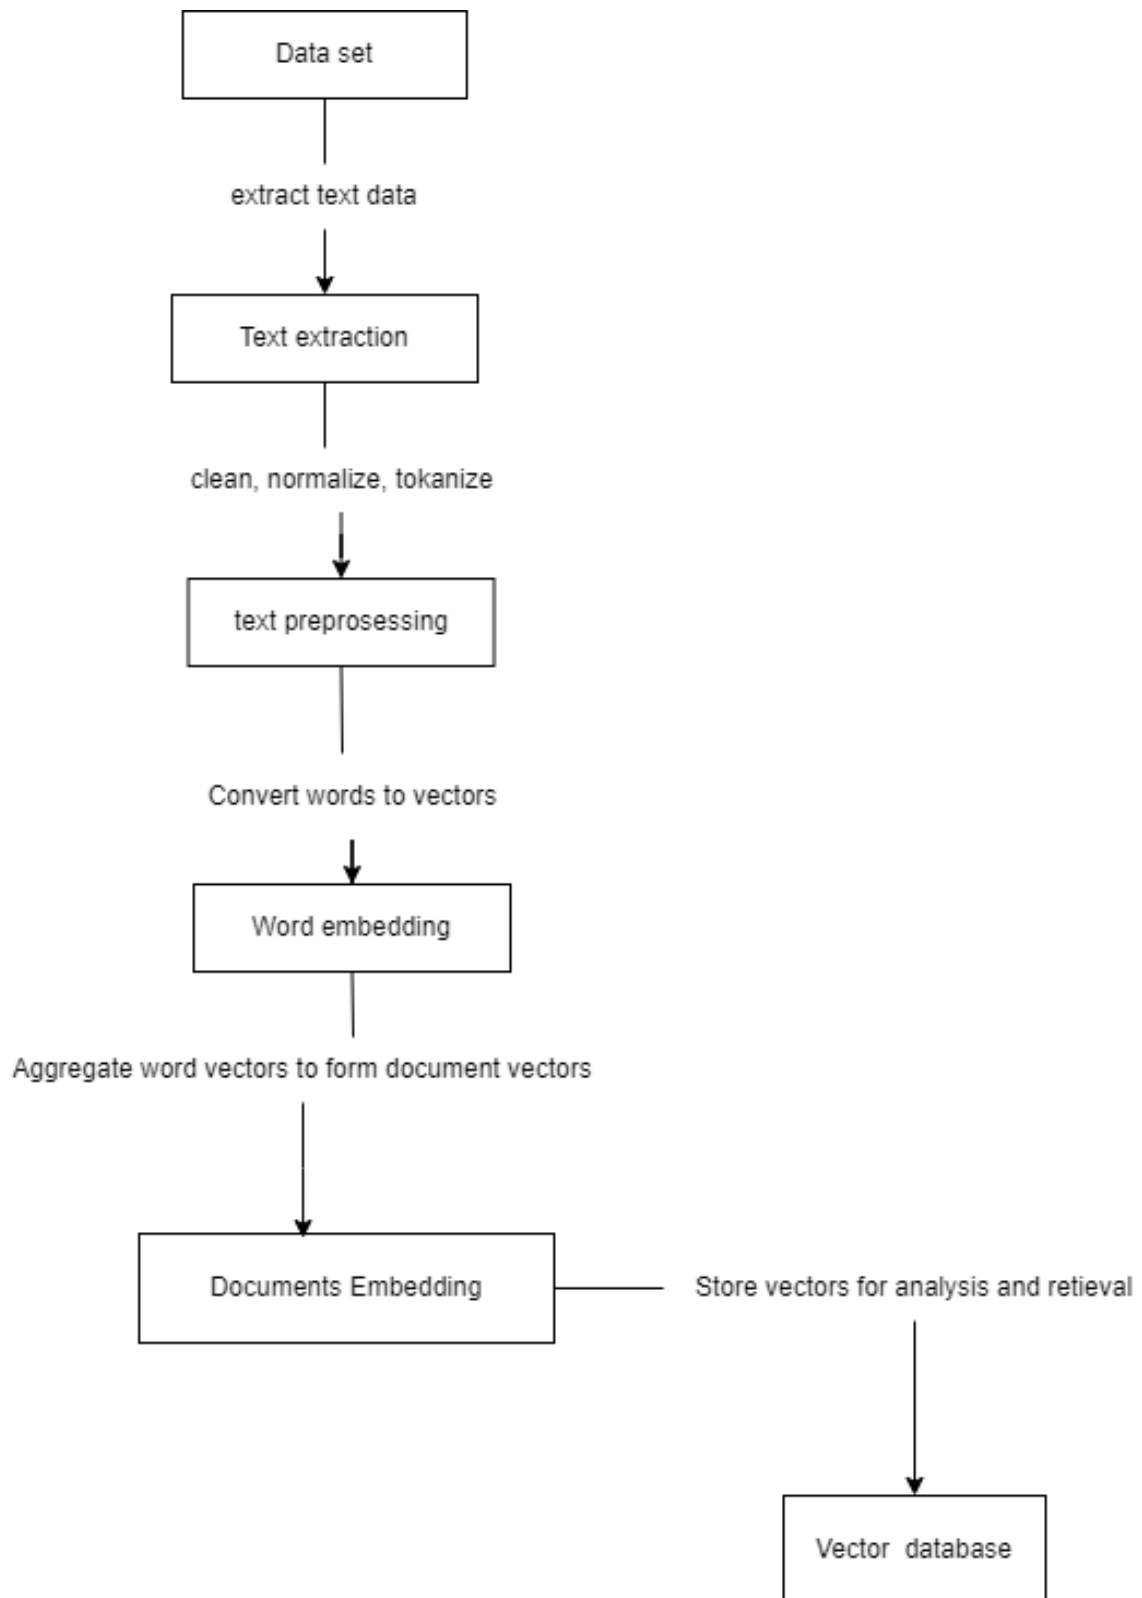 Data set
extract text data
Text extraction
clean, normalize, tokanize
text preprosessing
Convert words to vectors
Word embedding
Aggregate word vectors to form document vectors
Documents Embedding
Store vectors for analysis and retieval
Vector database